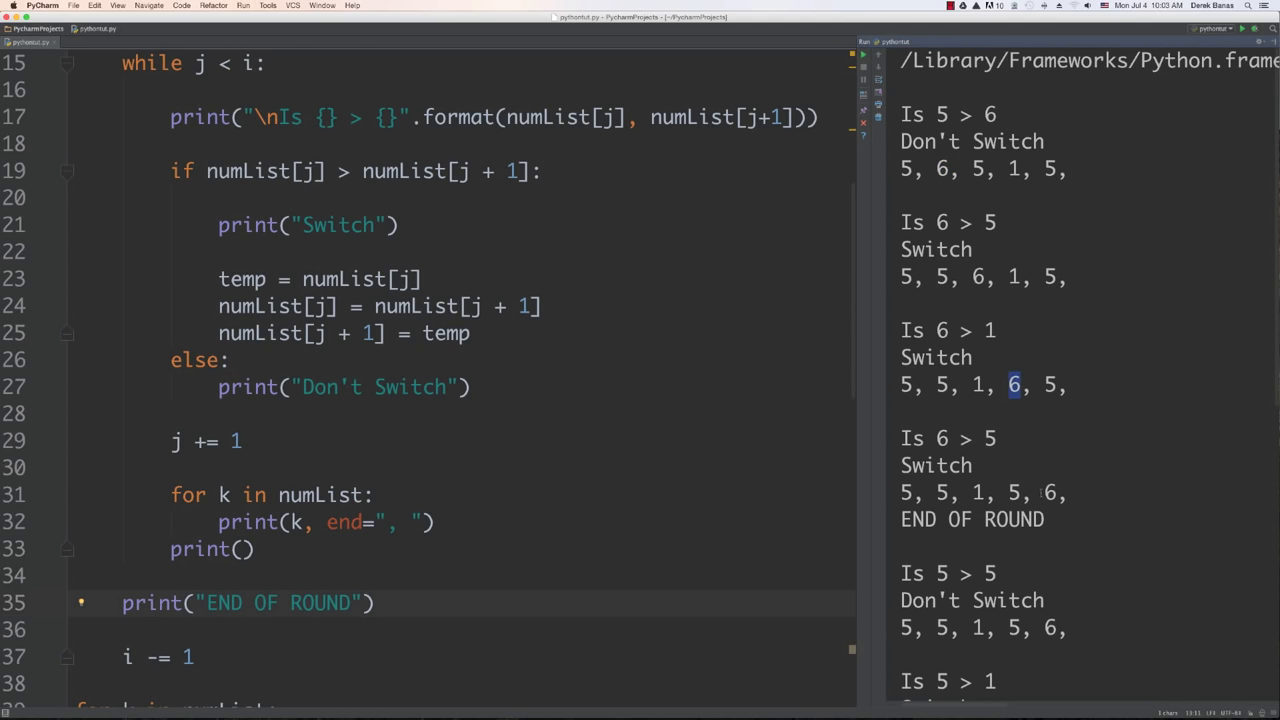 PyCharm File Edit View Navigate Code Refactor Run Tools VCS Window Help
10 Mon Jul 4 10:03 AM Derek Banas
pythontut.py - PycharmProjects - [~/PycharmProjects]
PycharmProjects pythontut.py pythontut
pythontut.py
Run pythontut
15 while j < i:
16
17 print("\nIs {} > {}".format(numList[j], numList[j+1]))
18
19 if numList[j] > numList[j + 1]:
20
21 print("Switch")
22
23 temp = numList[j]
24 numList[j] = numList[j + 1]
25 numList[j + 1] = temp
26 else:
27 print("Don't Switch")
28
29 j += 1
30
31 for k in numList:
32 print(k, end=", ")
33 print()
34
35 print("END OF ROUND")
36
37 i -= 1
38
/Library/Frameworks/Python.frame
Is 5 > 6
Don't Switch
5, 6, 5, 1, 5,
Is 6 > 5
Switch
5, 5, 6, 1, 5,
Is 6 > 1
Switch
5, 5, 1, 6, 5,
Is 6 > 5
Switch
5, 5, 1, 5, 6,
END OF ROUND
Is 5 > 5
Don't Switch
5, 5, 1, 5, 6,
Is 5 > 1